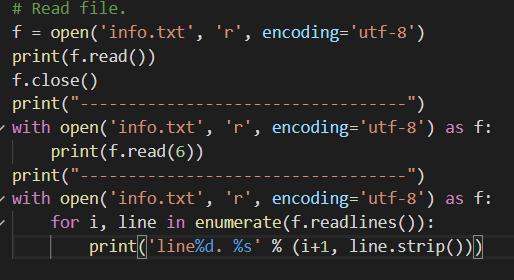 # Read file.
f = open('info.txt', 'r', encoding='utf-8')
print(f.read())
f.close()
print("----------------------------------")
with open('info.txt', 'r', encoding='utf-8') as f:
    print(f.read(6))
print("----------------------------------")
with open('info.txt', 'r', encoding='utf-8') as f:
    for i, line in enumerate(f.readlines()):
        print('line%d. %s' % (i+1, line.strip()))